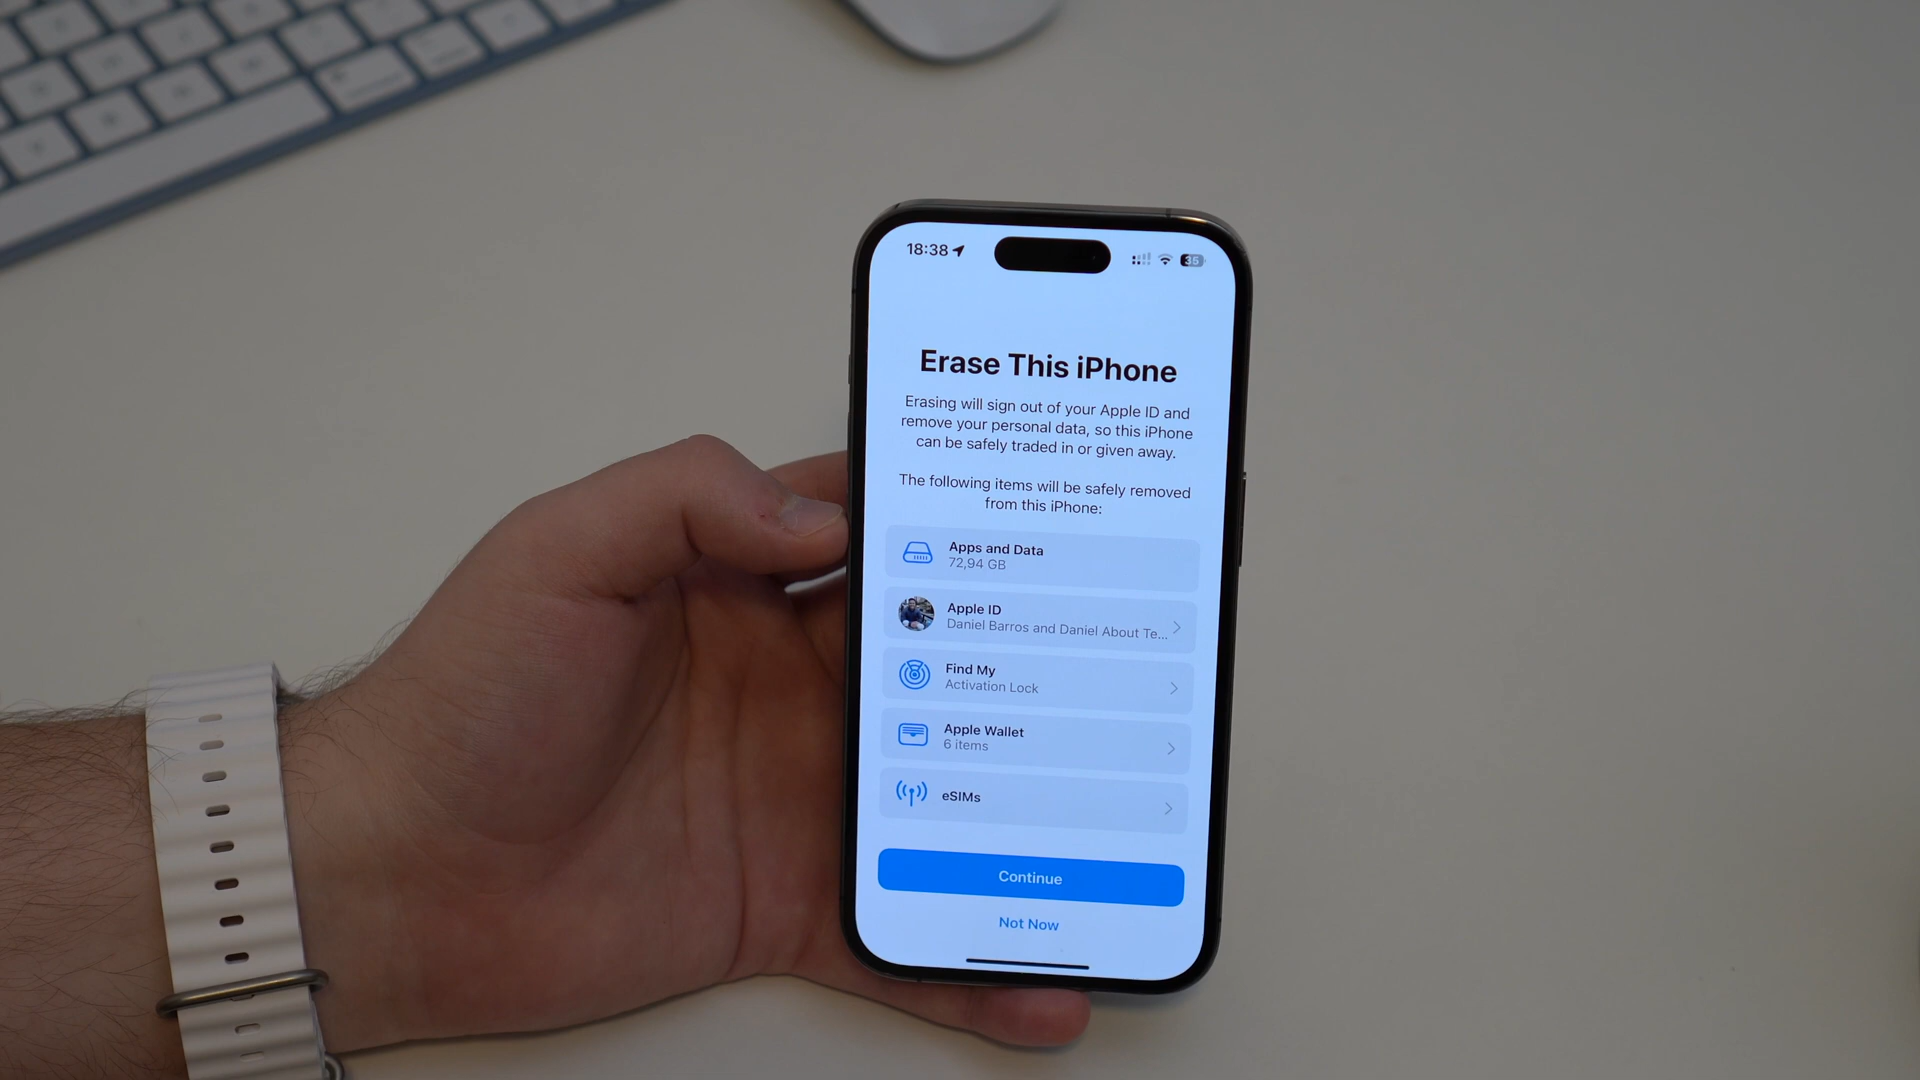 18:38
35
Erase This iPhone
Erasing will sign out of your Apple ID and
remove your personal data, so this iPhone
can be safely traded in or given away.
The following items will be safely removed
from this iPhone:
Apps and Data
72,94 GB
Apple ID
Daniel Barros and Daniel About Te...
Find My
Activation Lock
Apple Wallet
6 items
eSIMs
Continue
Not Now